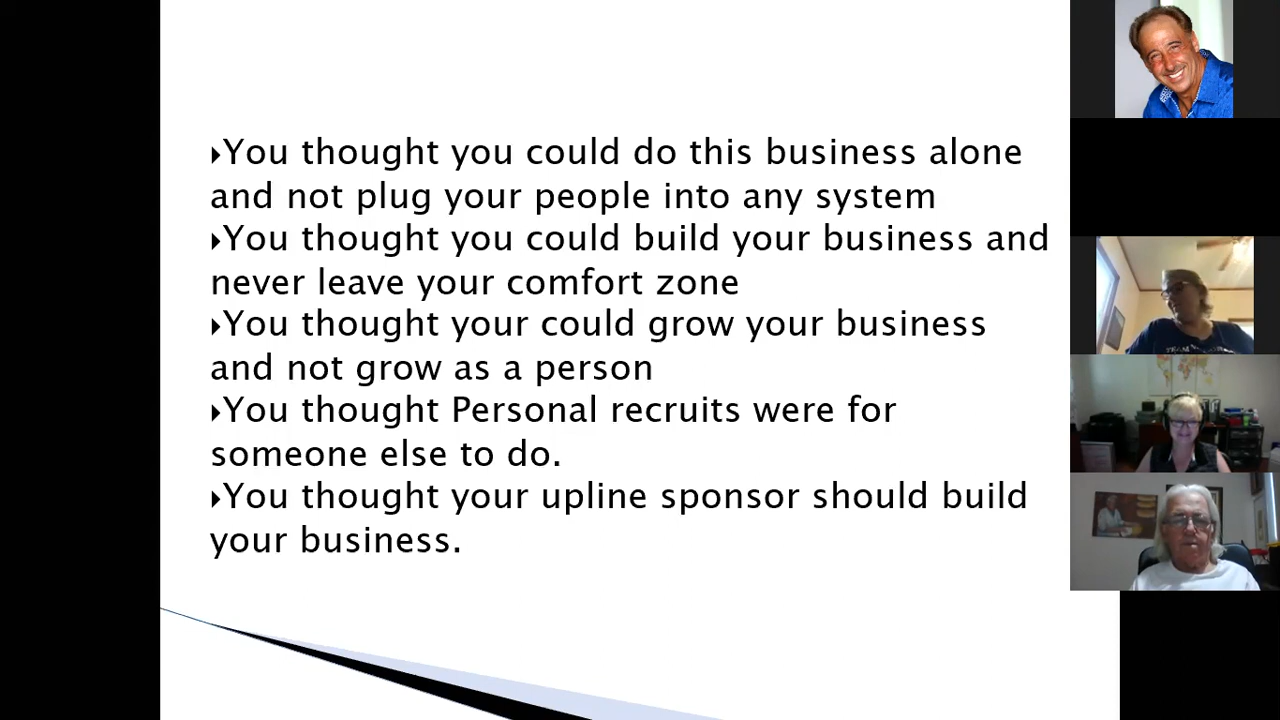 You thought you could do this business alone
and not plug your people into any system
You thought you could build your business and
never leave your comfort zone
You thought your could grow your business
and not grow as a person
You thought Personal recruits were for
someone else to do.
You thought your upline sponsor should build
your business.